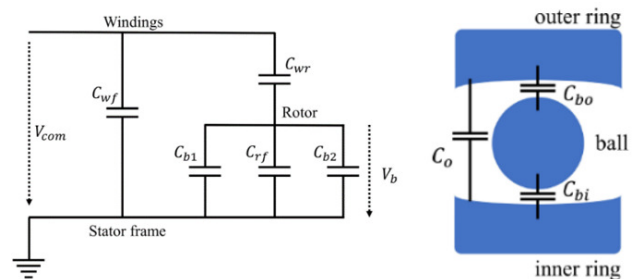 Windings
C_wr
C_wf
V_com
Rotor
C_b1
C_rf
C_b2
V_b
Stator frame
outer ring
C_bo
ball
C_o
C_bi
inner ring